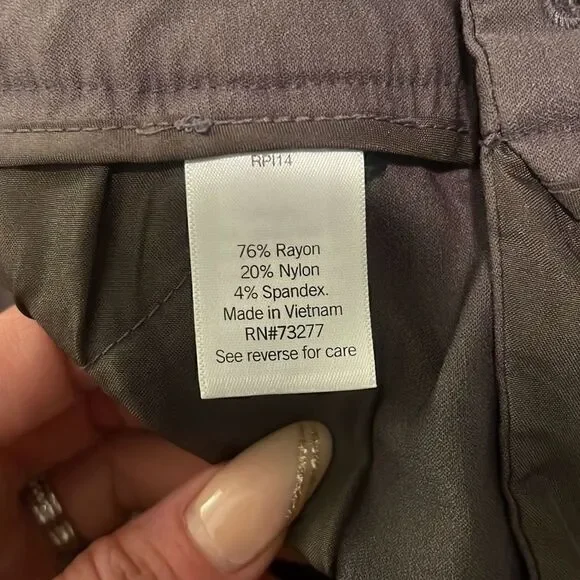 RPI14
76% Rayon
20% Nylon
4% Spandex.
Made in Vietnam
RN#73277
See reverse for care